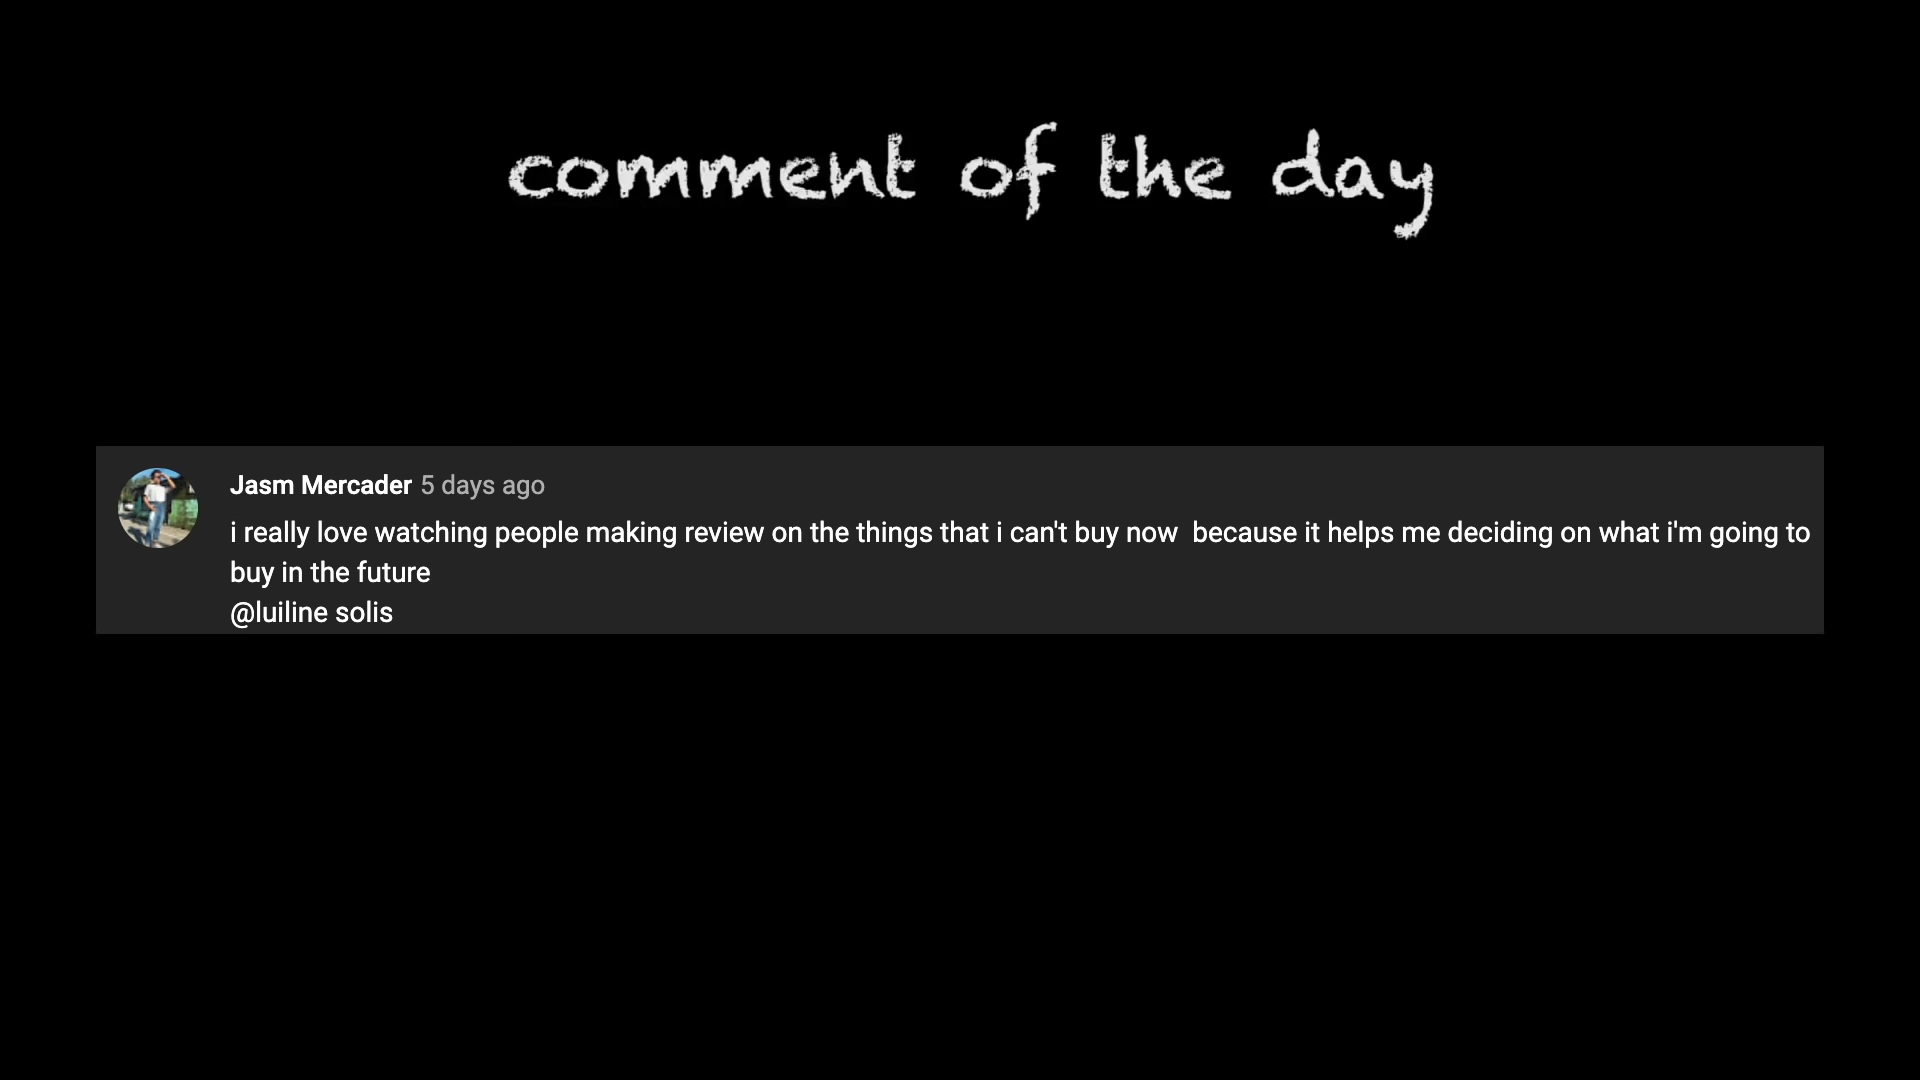 comment of the day
Jasm Mercader 5 days ago
i really love watching people making review on the things that i can't buy now  because it helps me deciding on what i'm going to
buy in the future
@luiline solis